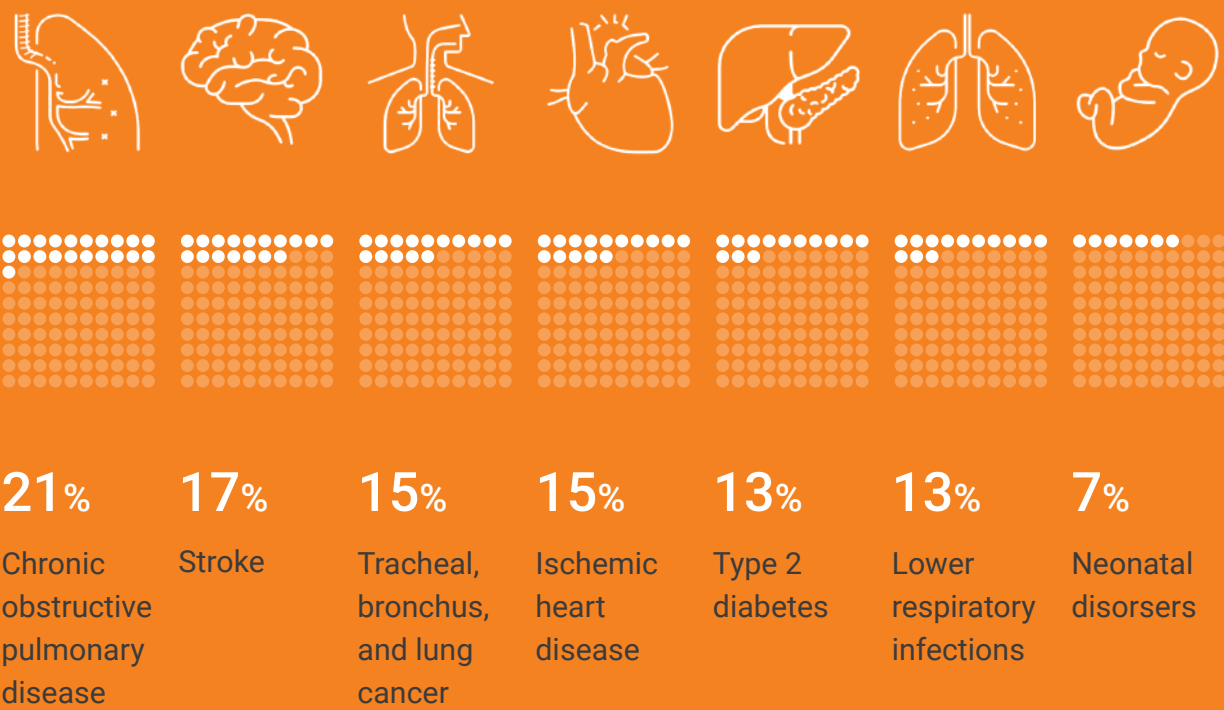 21%
Chronic
obstructive
pulmonary
disease
17%
Stroke
15%
Tracheal,
bronchus,
and lung
cancer
15%
Ischemic
heart
disease
13%
Type 2
diabetes
13%
Lower
respiratory
infections
7%
Neonatal
disorsers